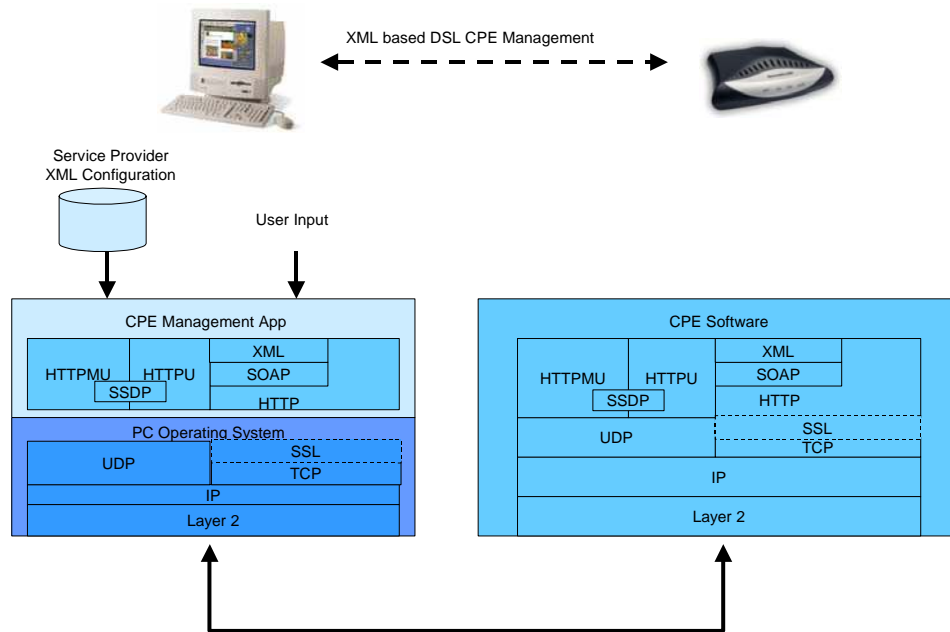 XML based DSL CPE Management
Service Provider
XML Configuration
User Input
CPE Management App
XML
HTTPMU
HTTPU
SOAP
SSDP
HTTP
PC Operating System
UDP
SSL
TCP
IP
Layer 2
CPE Software
XML
HTTPMU
HTTPU
SOAP
SSDP
HTTP
UDP
SSL
TCP
IP
Layer 2